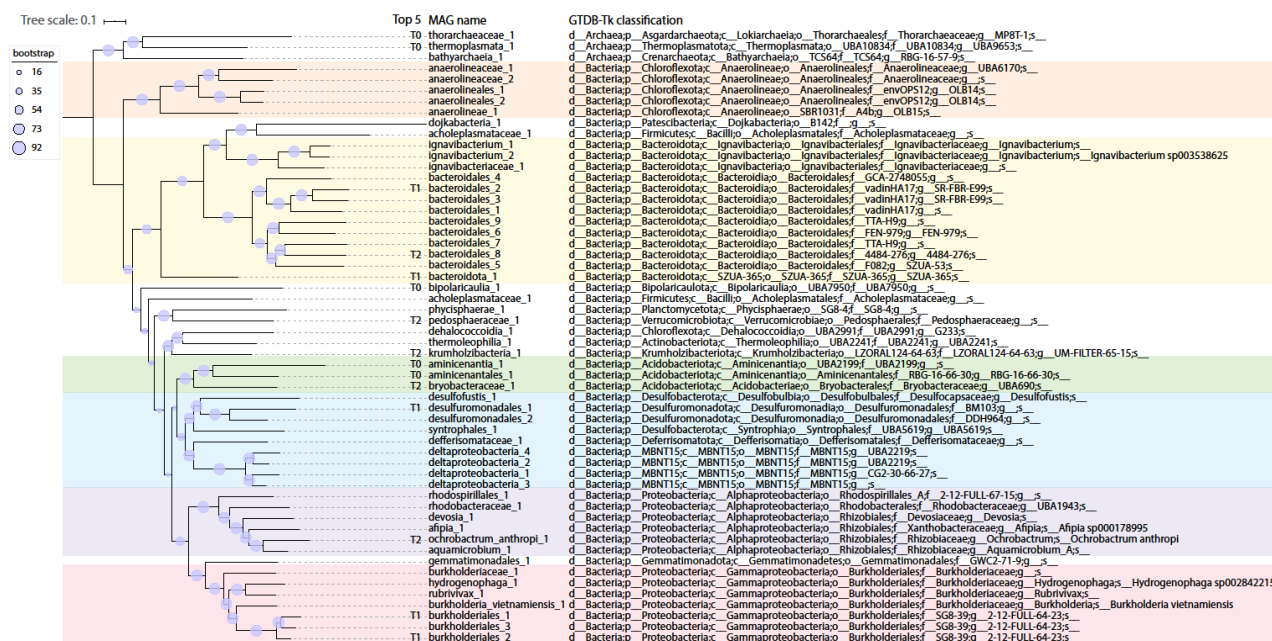 Tree scale: 0.1
Top 5 MAG name GTDB-Tk classification
bootstrap
16
35
54
73
92
T0 thorarchaeaceae_1 d__Archaea;p__Asgardarchaeota;c__Lokiarchaeia;o__Thorarchaeales;f__Thorarchaeaceae;g__MP8T-1;s__
T0 thermoplasmata_1 d__Archaea;p__Thermoplasmatota;c__Thermoplasmata;o__UBA10834;f__UBA10834;g__UBA9653;s__
bathyarchaeia_1 d__Archaea;p__Crenarchaeota;c__Bathyarchaeia;o__TCS64;f__TCS64;g__RBG-16-57-9;s__
anaerolineaceae_1 d__Bacteria;p__Chloroflexota;c__Anaerolineae;o__Anaerolineales;f__Anaerolineaceae;g__UBA6170;s__
anaerolineaceae_2 d__Bacteria;p__Chloroflexota;c__Anaerolineae;o__Anaerolineales;f__Anaerolineaceae;g__;s__
anaerolineales_1 d__Bacteria;p__Chloroflexota;c__Anaerolineae;o__Anaerolineales;f__envOPS12;g__OLB14;s__
anaerolineales_2 d__Bacteria;p__Chloroflexota;c__Anaerolineae;o__Anaerolineales;f__envOPS12;g__OLB14;s__
anaerolineae_1 d__Bacteria;p__Chloroflexota;c__Anaerolineae;o__SBR1031;f__A4b;g__OLB15;s__
dojkabacteria_1 d__Bacteria;p__Patescibacteria;c__Dojkabacteria;o__B142;f__;g__;s__
acholeplasmataceae_1 d__Bacteria;p__Firmicutes;c__Bacilli;o__Acholeplasmatales;f__Acholeplasmataceae;g__;s__
ignavibacterium_1 d__Bacteria;p__Bacteroidota;c__Ignavibacteria;o__Ignavibacteriales;f__Ignavibacteriaceae;g__Ignavibacterium;s__
ignavibacterium_2 d__Bacteria;p__Bacteroidota;c__Ignavibacteria;o__Ignavibacteriales;f__Ignavibacteriaceae;g__Ignavibacterium;s__Ignavibacterium sp003538625
ignavibacteriaceae_1 d__Bacteria;p__Bacteroidota;c__Ignavibacteria;o__Ignavibacteriales;f__Ignavibacteriaceae;g__;s__
bacteroidales_4 d__Bacteria;p__Bacteroidota;c__Bacteroidia;o__Bacteroidales;f__GCA-2748055;g__;s__
T1 bacteroidales_2 d__Bacteria;p__Bacteroidota;c__Bacteroidia;o__Bacteroidales;f__vadinHA17;g__SR-FBR-E99;s__
bacteroidales_3 d__Bacteria;p__Bacteroidota;c__Bacteroidia;o__Bacteroidales;f__vadinHA17;g__SR-FBR-E99;s__
bacteroidales_1 d__Bacteria;p__Bacteroidota;c__Bacteroidia;o__Bacteroidales;f__vadinHA17;g__;s__
bacteroidales_9 d__Bacteria;p__Bacteroidota;c__Bacteroidia;o__Bacteroidales;f__TTA-H9;g__;s__
bacteroidales_6 d__Bacteria;p__Bacteroidota;c__Bacteroidia;o__Bacteroidales;f__FEN-979;g__FEN-979;s__
bacteroidales_7 d__Bacteria;p__Bacteroidota;c__Bacteroidia;o__Bacteroidales;f__TTA-H9;g__;s__
T2 bacteroidales_8 d__Bacteria;p__Bacteroidota;c__Bacteroidia;o__Bacteroidales;f__4484-276;g__4484-276;s__
bacteroidales_5 d__Bacteria;p__Bacteroidota;c__Bacteroidia;o__Bacteroidales;f__F082;g__SZUA-53;s__
T1 bacteroidota_1 d__Bacteria;p__Bacteroidota;c__SZUA-365;o__SZUA-365;f__SZUA-365;g__SZUA-365;s__
T0 bipolaricaulia_1 d__Bacteria;p__Bipolaricaulota;c__Bipolaricaulia;o__UBA7950;f__UBA7950;g__;s__
acholeplasmataceae_1 d__Bacteria;p__Firmicutes;c__Bacilli;o__Acholeplasmatales;f__Acholeplasmataceae;g__;s__
phycisphaerae_1 d__Bacteria;p__Planctomycetota;c__Phycisphaerae;o__SG8-4;f__SG8-4;g__;s__
T2 pedosphaeraceae_1 d__Bacteria;p__Verrucomicrobiota;c__Verrucomicrobiae;o__Pedosphaerales;f__Pedosphaeraceae;g__;s__
dehalococcoidia_1 d__Bacteria;p__Chloroflexota;c__Dehalococcoidia;o__UBA2991;f__UBA2991;g__G233;s__
thermoleophilia_1 d__Bacteria;p__Actinobacteriota;c__Thermoleophilia;o__UBA2241;f__UBA2241;g__UBA2241;s__
T2 krumholzibacteria_1 d__Bacteria;p__Krumholzibacteriota;c__Krumholzibacteria;o__LZORAL124-64-63;f__LZORAL124-64-63;g__UM-FILTER-65-15;s__
T0 aminicenantia_1 d__Bacteria;p__Acidobacteriota;c__Aminicenantia;o__UBA2199;f__UBA2199;g__;s__
T0 aminicenantales_1 d__Bacteria;p__Acidobacteriota;c__Aminicenantia;o__Aminicenantales;f__RBG-16-66-30;g__RBG-16-66-30;s__
T2 bryobacteraceae_1 d__Bacteria;p__Acidobacteriota;c__Acidobacteriae;o__Bryobacterales;f__Bryobacteraceae;g__UBA690;s__
desulfofustis_1 d__Bacteria;p__Desulfobacterota;c__Desulfobulbia;o__Desulfobulbales;f__Desulfocapsaceae;g__Desulfofustis;s__
T1 desulfuromonadales_1 d__Bacteria;p__Desulfuromonadota;c__Desulfuromonadia;o__Desulfuromonadales;f__BM103;g__;s__
desulfuromonadales_2 d__Bacteria;p__Desulfuromonadota;c__Desulfuromonadia;o__Desulfuromonadales;f__DDH964;g__;s__
syntrophales_1 d__Bacteria;p__Desulfobacterota;c__Syntrophia;o__Syntrophales;f__UBA5619;g__UBA5619;s__
defferisomataceae_1 d__Bacteria;p__Deferrisomatota;c__Defferisomatia;o__Defferisomatales;f__Defferisomataceae;g__;s__
deltaproteobacteria_4 d__Bacteria;p__MBNT15;c__MBNT15;o__MBNT15;f__MBNT15;g__UBA2219;s__
deltaproteobacteria_2 d__Bacteria;p__MBNT15;c__MBNT15;o__MBNT15;f__MBNT15;g__UBA2219;s__
deltaproteobacteria_1 d__Bacteria;p__MBNT15;c__MBNT15;o__MBNT15;f__MBNT15;g__CG2-30-66-27;s__
deltaproteobacteria_3 d__Bacteria;p__MBNT15;c__MBNT15;o__MBNT15;f__MBNT15;g__;s__
rhodospirillales_1 d__Bacteria;p__Proteobacteria;c__Alphaproteobacteria;o__Rhodospirillales_A;f__2-12-FULL-67-15;g__;s__
rhodobacteraceae_1 d__Bacteria;p__Proteobacteria;c__Alphaproteobacteria;o__Rhodobacterales;f__Rhodobacteraceae;g__UBA1943;s__
devosia_1 d__Bacteria;p__Proteobacteria;c__Alphaproteobacteria;o__Rhizobiales;f__Devosiaceae;g__Devosia;s__
afipia_1 d__Bacteria;p__Proteobacteria;c__Alphaproteobacteria;o__Rhizobiales;f__Xanthobacteraceae;g__Afipia;s__Afipia sp000178995
T2 ochrobactrum_anthropi_1 d__Bacteria;p__Proteobacteria;c__Alphaproteobacteria;o__Rhizobiales;f__Rhizobiaceae;g__Ochrobactrum;s__Ochrobactrum anthropi
aquamicrobium_1 d__Bacteria;p__Proteobacteria;c__Alphaproteobacteria;o__Rhizobiales;f__Rhizobiaceae;g__Aquamicrobium_A;s__
gemmatimonadales_1 d__Bacteria;p__Gemmatimonadota;c__Gemmatimonadetes;o__Gemmatimonadales;f__GWC2-71-9;g__;s__
burkholderiaceae_1 d__Bacteria;p__Proteobacteria;c__Gammaproteobacteria;o__Burkholderiales;f__Burkholderiaceae;g__;s__
hydrogenophaga_1 d__Bacteria;p__Proteobacteria;c__Gammaproteobacteria;o__Burkholderiales;f__Burkholderiaceae;g__Hydrogenophaga;s__Hydrogenophaga sp002842215
rubrivivax_1 d__Bacteria;p__Proteobacteria;c__Gammaproteobacteria;o__Burkholderiales;f__Burkholderiaceae;g__Rubrivivax;s__
burkholderia_vietnamiensis_1 d__Bacteria;p__Proteobacteria;c__Gammaproteobacteria;o__Burkholderiales;f__Burkholderiaceae;g__Burkholderia;s__Burkholderia vietnamiensis
T1 burkholderiales_1 d__Bacteria;p__Proteobacteria;c__Gammaproteobacteria;o__Burkholderiales;f__SG8-39;g__2-12-FULL-64-23;s__
burkholderiales_3 d__Bacteria;p__Proteobacteria;c__Gammaproteobacteria;o__Burkholderiales;f__SG8-39;g__2-12-FULL-64-23;s__
T1 burkholderiales_2 d__Bacteria;p__Proteobacteria;c__Gammaproteobacteria;o__Burkholderiales;f__SG8-39;g__2-12-FULL-64-23;s__